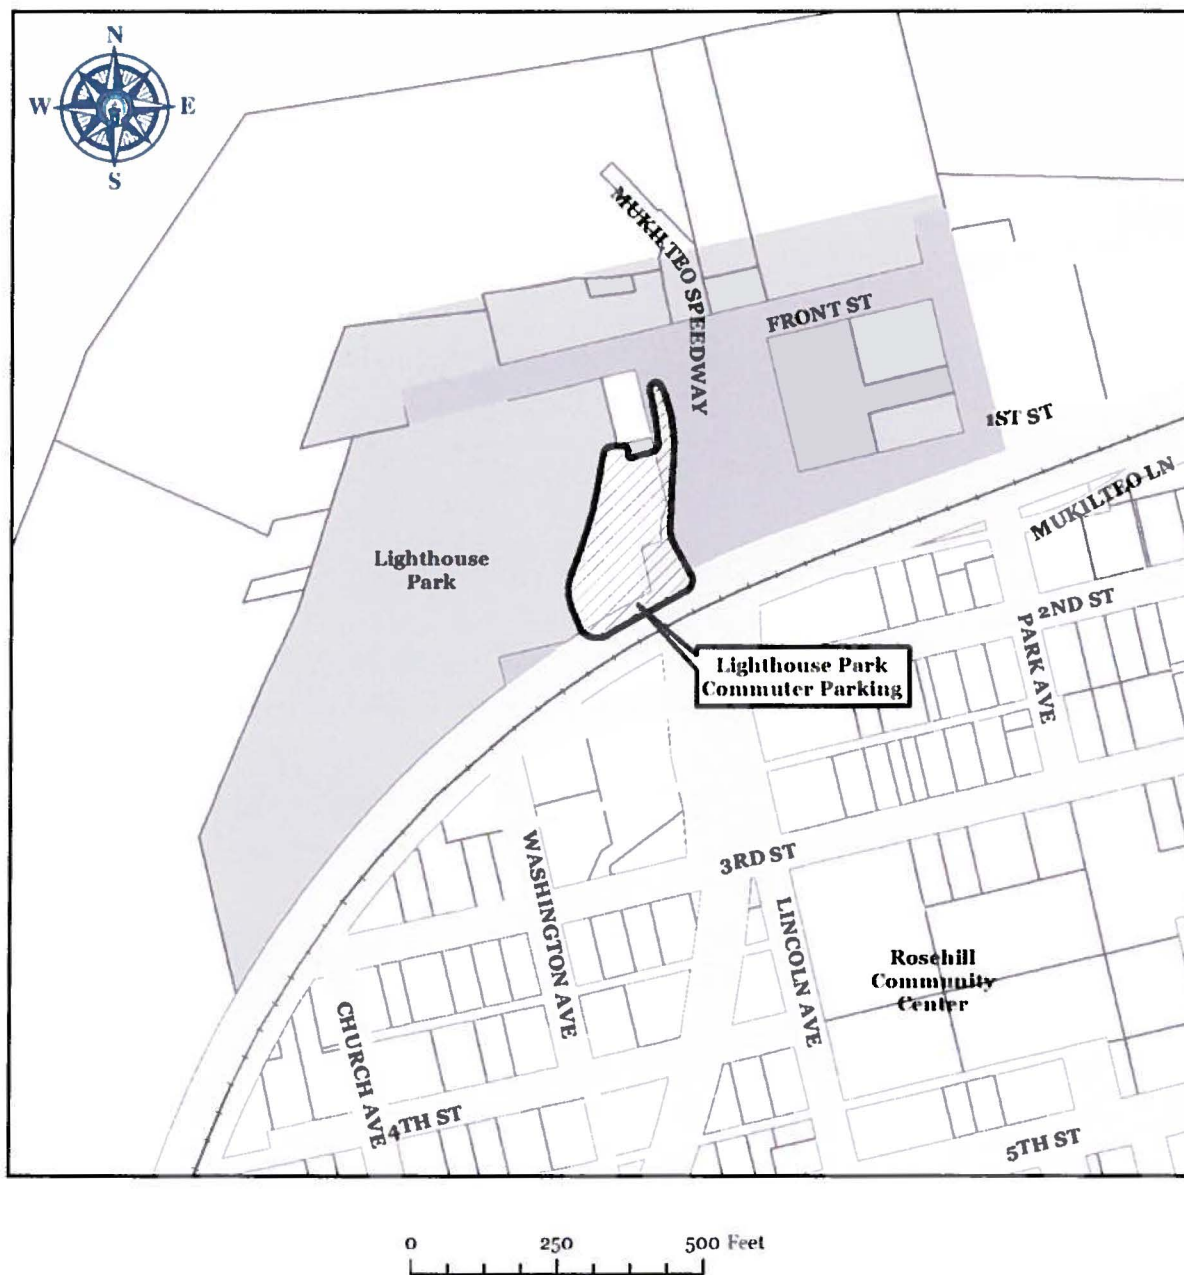 N
W E
S
MUKILTEO SPEEDWAY
FRONT ST
1ST ST
MUKILTEO LN
Lighthouse
Park
2ND ST
PARK AVE
Lighthouse Park
Commuter Parking
3RD ST
WASHINGTON AVE
LINCOLN AVE
Rosehill
Community
Center
CHURCH AVE
4TH ST
5TH ST
0 250 500 Feet